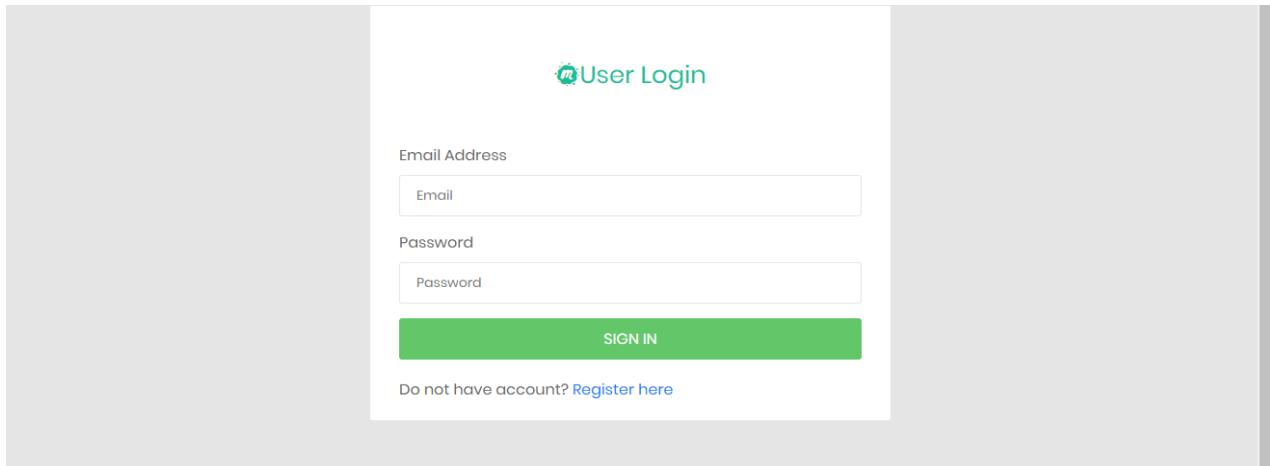 User Login
Email Address
Email
Password
Password
SIGN IN
Do not have account? Register here